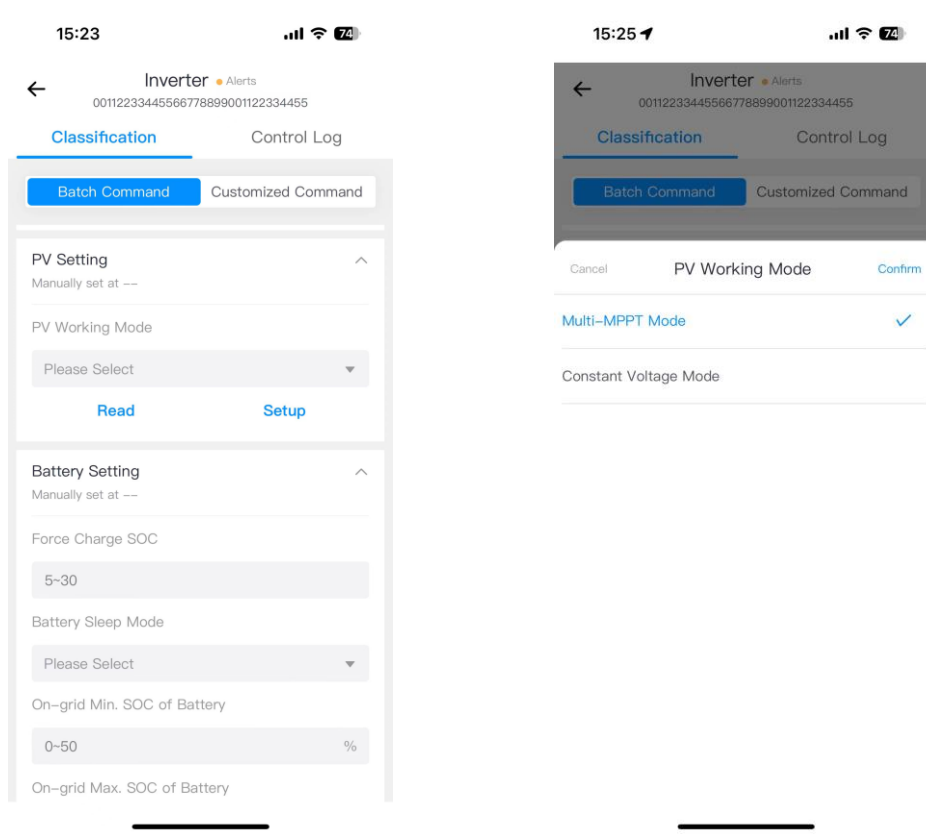 15:23
74
Inverter
Alerts
00112233445566778899001122334455
Classification
Control Log
Batch Command
Customized Command
PV Setting
Manually set at --
PV Working Mode
Please Select
Read
Setup
Battery Setting
Manually set at --
Force Charge SOC
5~30
Battery Sleep Mode
Please Select
On-grid Min. SOC of Battery
0~50
%
On-grid Max. SOC of Battery
15:25
74
Inverter
Alerts
00112233445566778899001122334455
Classification
Control Log
Batch Command
Customized Command
Cancel
PV Working Mode
Confirm
Multi-MPPT Mode
Constant Voltage Mode